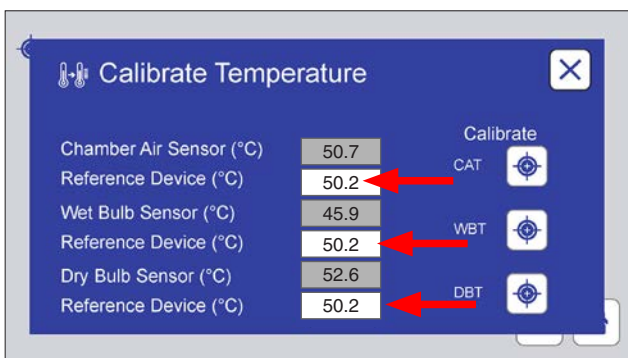 Calibrate Temperature
Calibrate
Chamber Air Sensor (°C) 50.7
CAT
Reference Device (°C) 50.2
Wet Bulb Sensor (°C) 45.9
WBT
Reference Device (°C) 50.2
Dry Bulb Sensor (°C) 52.6
DBT
Reference Device (°C) 50.2